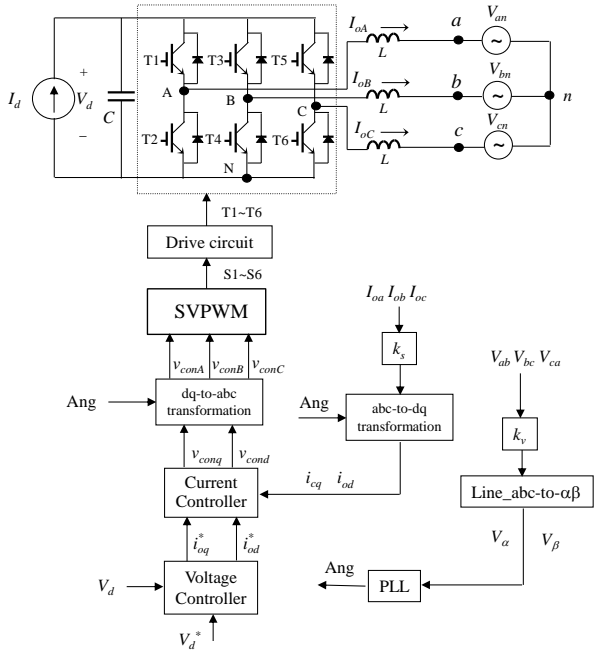 I_oA a V_an
T1 T3 T5 L
A
I_d + V_d − C
B
I_oB b V_bn n
L
C
I_oC c V_cn
T2 T4 T6 L
N
T1~T6
Drive circuit
S1~S6
SVPWM
v_conA v_conB v_conC
Ang
dq-to-abc
transformation
v_conq v_cond
Current
Controller
i_oq^* i_od^*
V_d
Voltage
Controller
V_d^*
I_oa I_ob I_oc
k_s
Ang
abc-to-dq
transformation
i_cq i_od
V_ab V_bc V_ca
k_v
Line_abc-to-αβ
V_α V_β
PLL
Ang